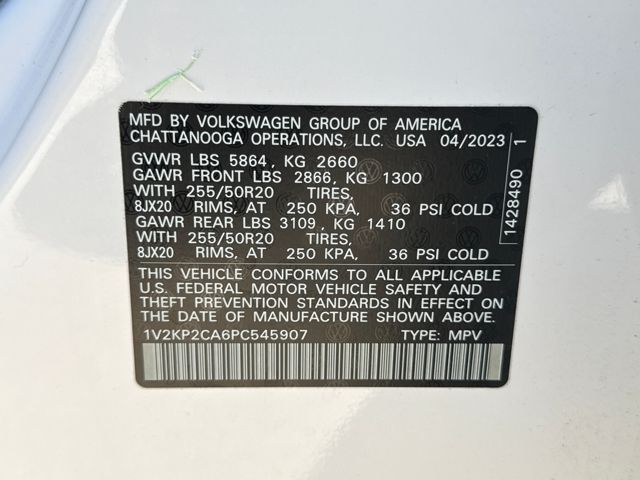 MFD BY VOLKSWAGEN GROUP OF AMERICA
CHATTANOOGA OPERATIONS, LLC. USA 04/2023
GVWR LBS 5864, KG 2660
GAWR FRONT LBS 2866, KG 1300
WITH 255/50R20 TIRES,
8JX20 RIMS, AT 250 KPA, 36 PSI COLD
GAWR REAR LBS 3109, KG 1410
WITH 255/50R20 TIRES,
8JX20 RIMS, AT 250 KPA, 36 PSI COLD
THIS VEHICLE CONFORMS TO ALL APPLICABLE
U.S. FEDERAL MOTOR VEHICLE SAFETY AND
THEFT PREVENTION STANDARDS IN EFFECT ON
THE DATE OF MANUFACTURE SHOWN ABOVE.
1V2KP2CA6PC545907 TYPE: MPV
1428490 1